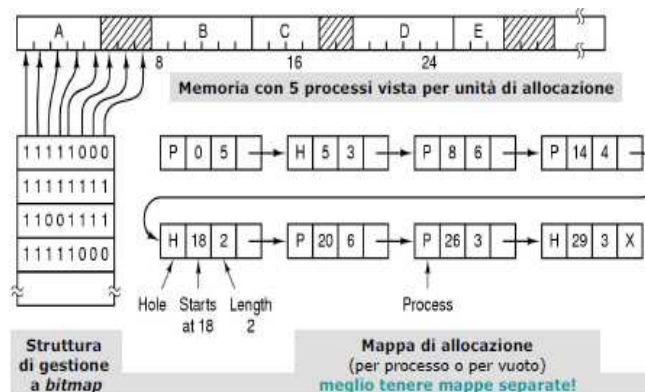 A B C D E
8 16 24
Memoria con 5 processi vista per unità di allocazione
11111000
11111111
11001111
11111000
P 0 5 H 5 3 P 8 6 P 14 4
H 18 2 P 20 6 P 26 3 H 29 3 X
Hole Starts at 18 Length 2 Process
Struttura
di gestione
a bitmap
Mappa di allocazione
(per processo o per vuoto)
meglio tenere mappe separate!